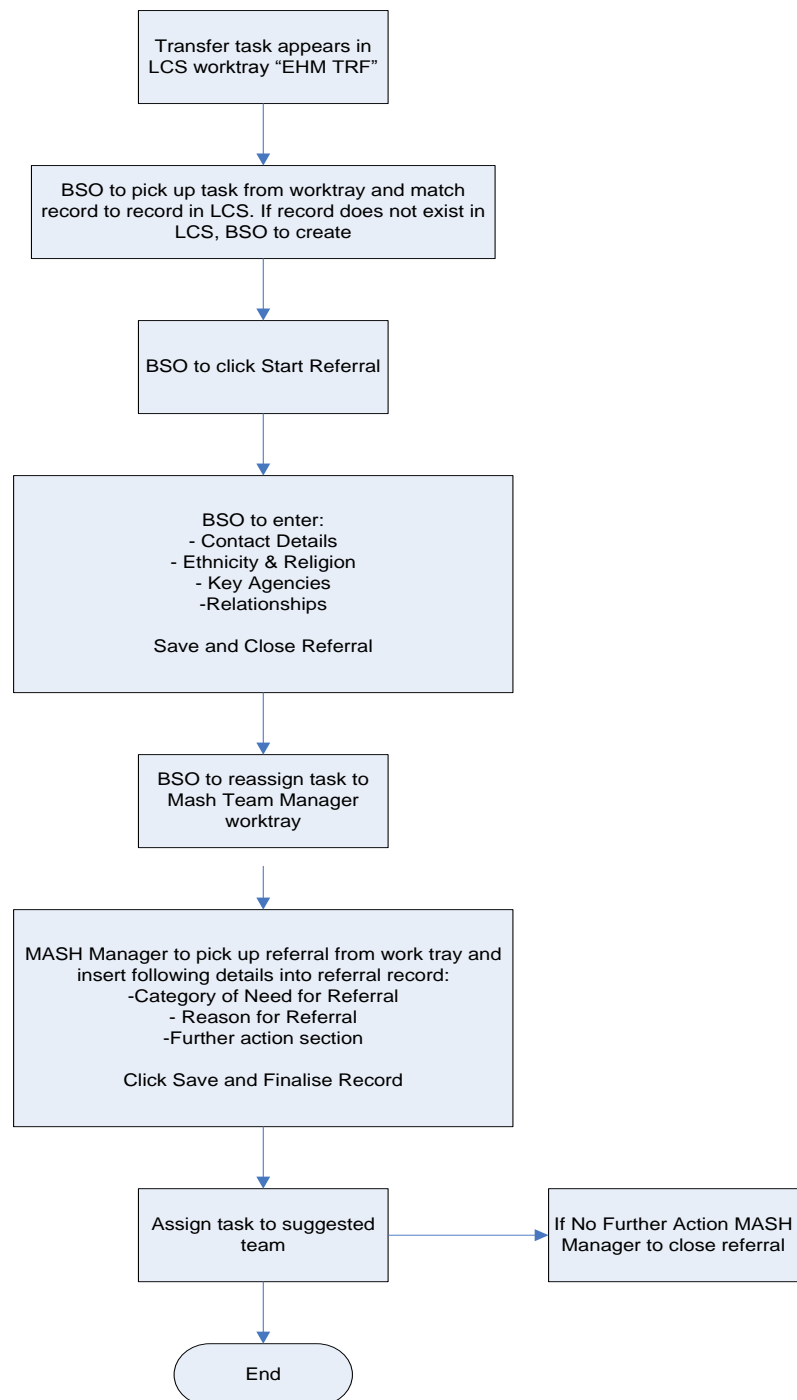 Transfer task appears in
LCS worktray “EHM TRF”
BSO to pick up task from worktray and match
record to record in LCS. If record does not exist in
LCS, BSO to create
BSO to click Start Referral
BSO to enter:
- Contact Details
- Ethnicity & Religion
- Key Agencies
-Relationships
Save and Close Referral
BSO to reassign task to
Mash Team Manager
worktray
MASH Manager to pick up referral from work tray and
insert following details into referral record:
-Category of Need for Referral
- Reason for Referral
-Further action section
Click Save and Finalise Record
Assign task to suggested
team
If No Further Action MASH
Manager to close referral
End